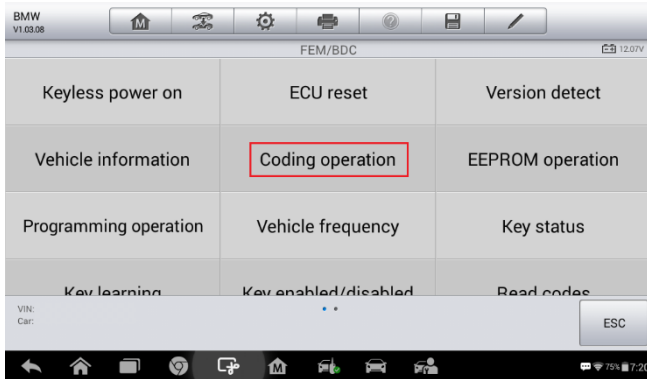 BMW
V1.03.08
FEM/BDC
12.07V
Keyless power on
ECU reset
Version detect
Vehicle information
Coding operation
EEPROM operation
Programming operation
Vehicle frequency
Key status
Key learning
Key enabled/disabled
Read codes
VIN:
Car:
ESC
75%
7:20